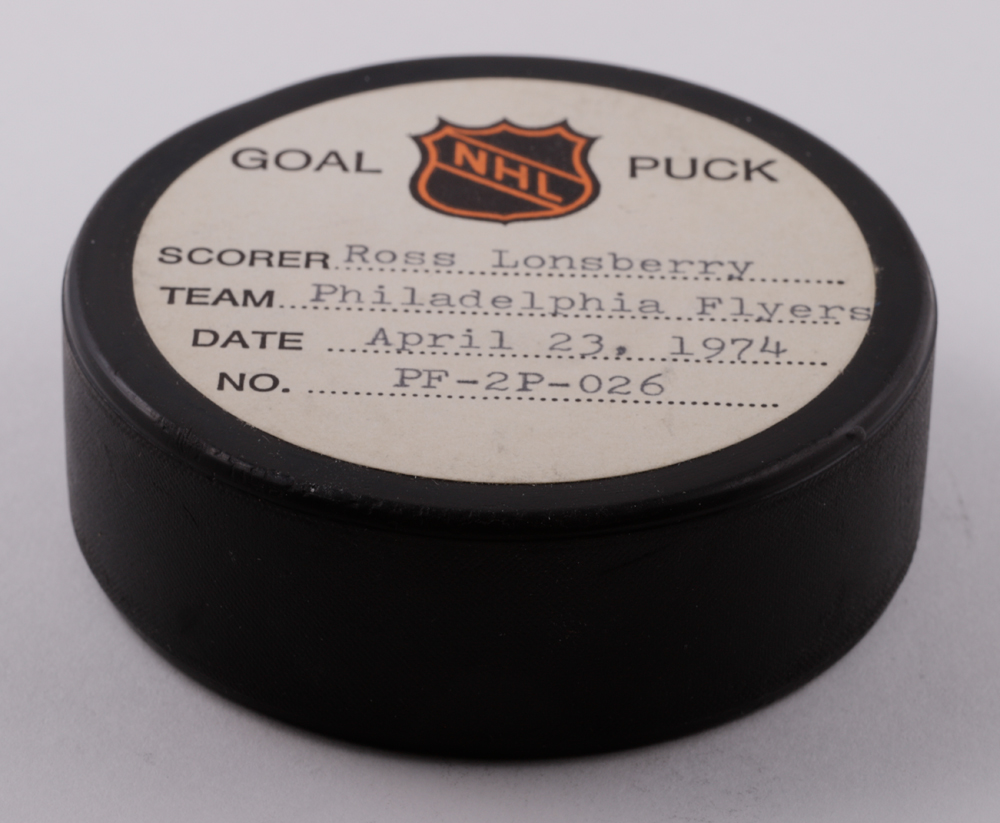 GOAL NHL PUCK
SCORER Ross Lonsberry
TEAM Philadelphia Flyers
DATE April 23, 1974
NO. PF-2P-026